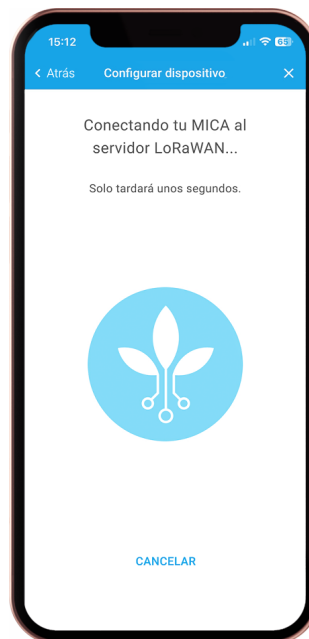 15:12
65
Atrás Configurar dispositivo
Conectando tu MICA al
servidor LoRaWAN...
Solo tardará unos segundos.
CANCELAR